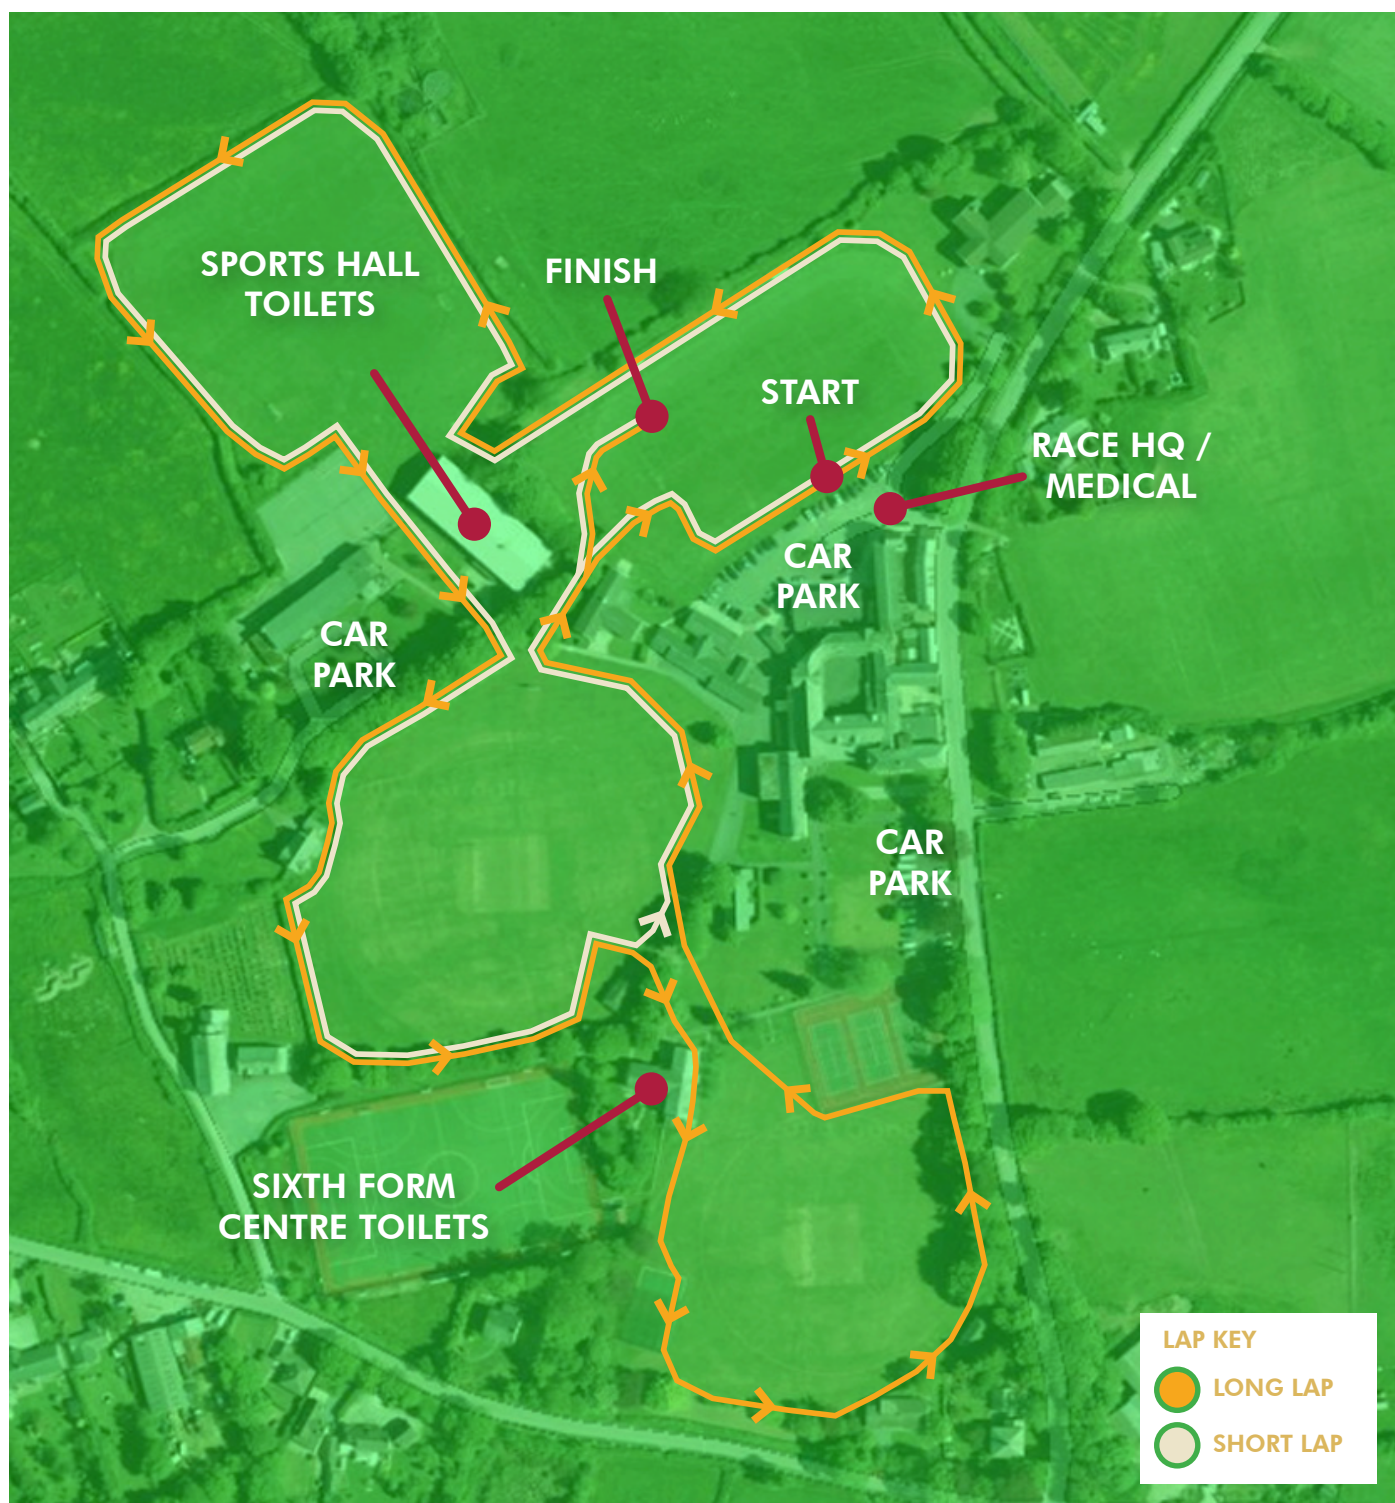 SPORTS HALL
TOILETS
FINISH
START
RACE HQ /
MEDICAL
CAR
PARK
CAR
PARK
CAR
PARK
SIXTH FORM
CENTRE TOILETS
LAP KEY
LONG LAP
SHORT LAP